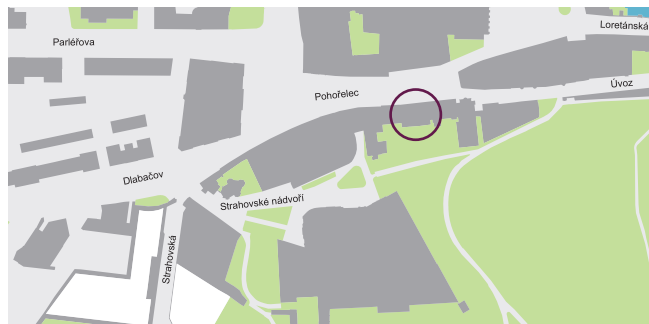 Loretánská
Parléřova
Úvoz
Pohořelec
Dlabačov
Strahovské nádvoří
Strahovská